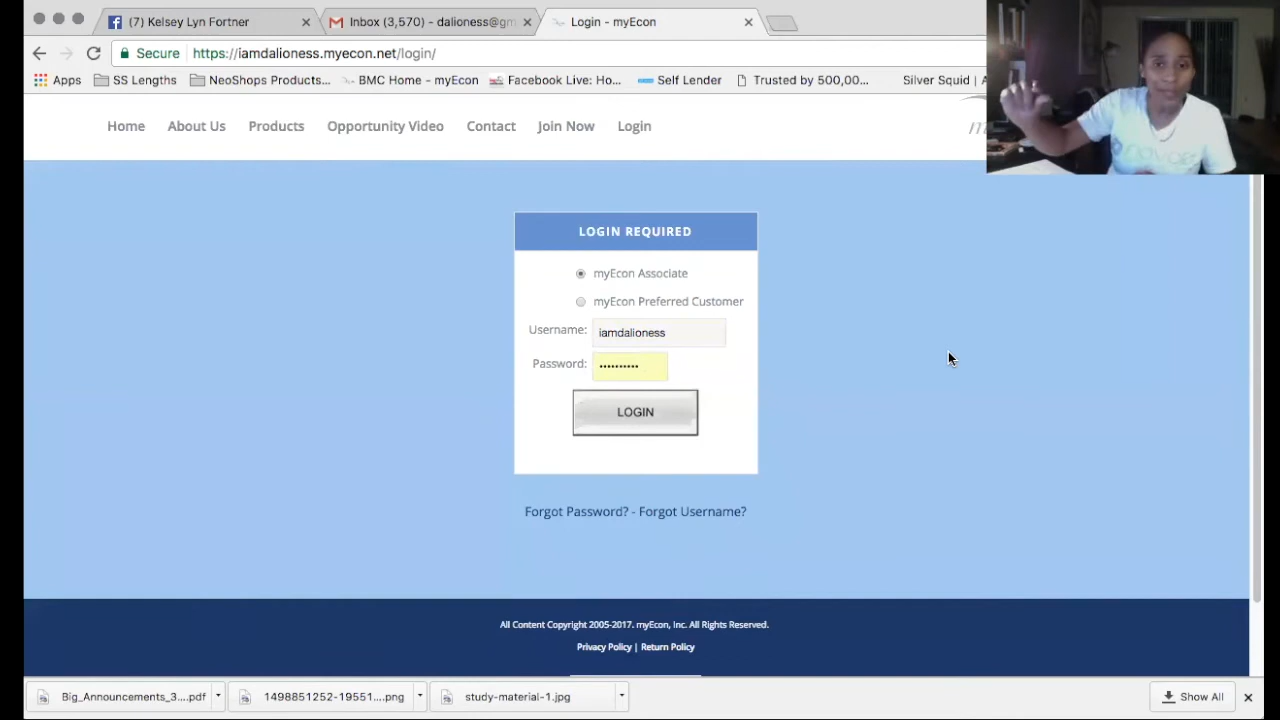 (7) Kelsey Lyn Fortner
Inbox (3,570) - dalioness@gm
Login - myEcon
Secure https://iamdalioness.myecon.net/login/
Apps SS Lengths NeoShops Products... BMC Home - myEcon Facebook Live: Ho... Self Lender Trusted by 500,00... Silver Squid | A
Home About Us Products Opportunity Video Contact Join Now Login
LOGIN REQUIRED
myEcon Associate
myEcon Preferred Customer
Username: iamdalioness
Password: ••••••••••
LOGIN
Forgot Password? - Forgot Username?
All Content Copyright 2005-2017. myEcon, Inc. All Rights Reserved.
Privacy Policy | Return Policy
Big_Announcements_3....pdf 1498851252-19551....png study-material-1.jpg Show All